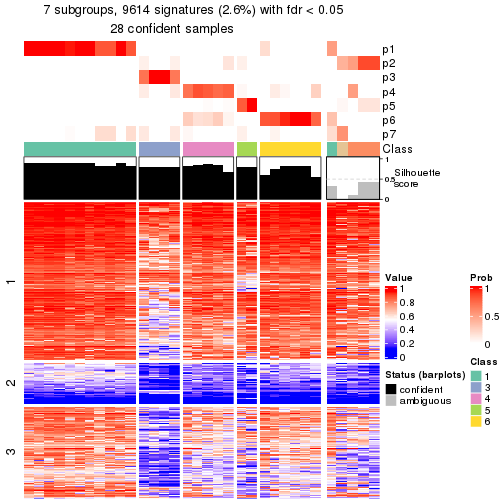 7 subgroups, 9614 signatures (2.6%) with fdr < 0.05
28 confident samples
p1
p2
p3
p4
p5
p6
p7
Class
1
0.5
0
Silhouette
score
1
2
3
Value
1
0.8
0.6
0.4
0.2
0
Prob
1
0.5
0
Status (barplots)
confident
ambiguous
Class
1
3
4
5
6